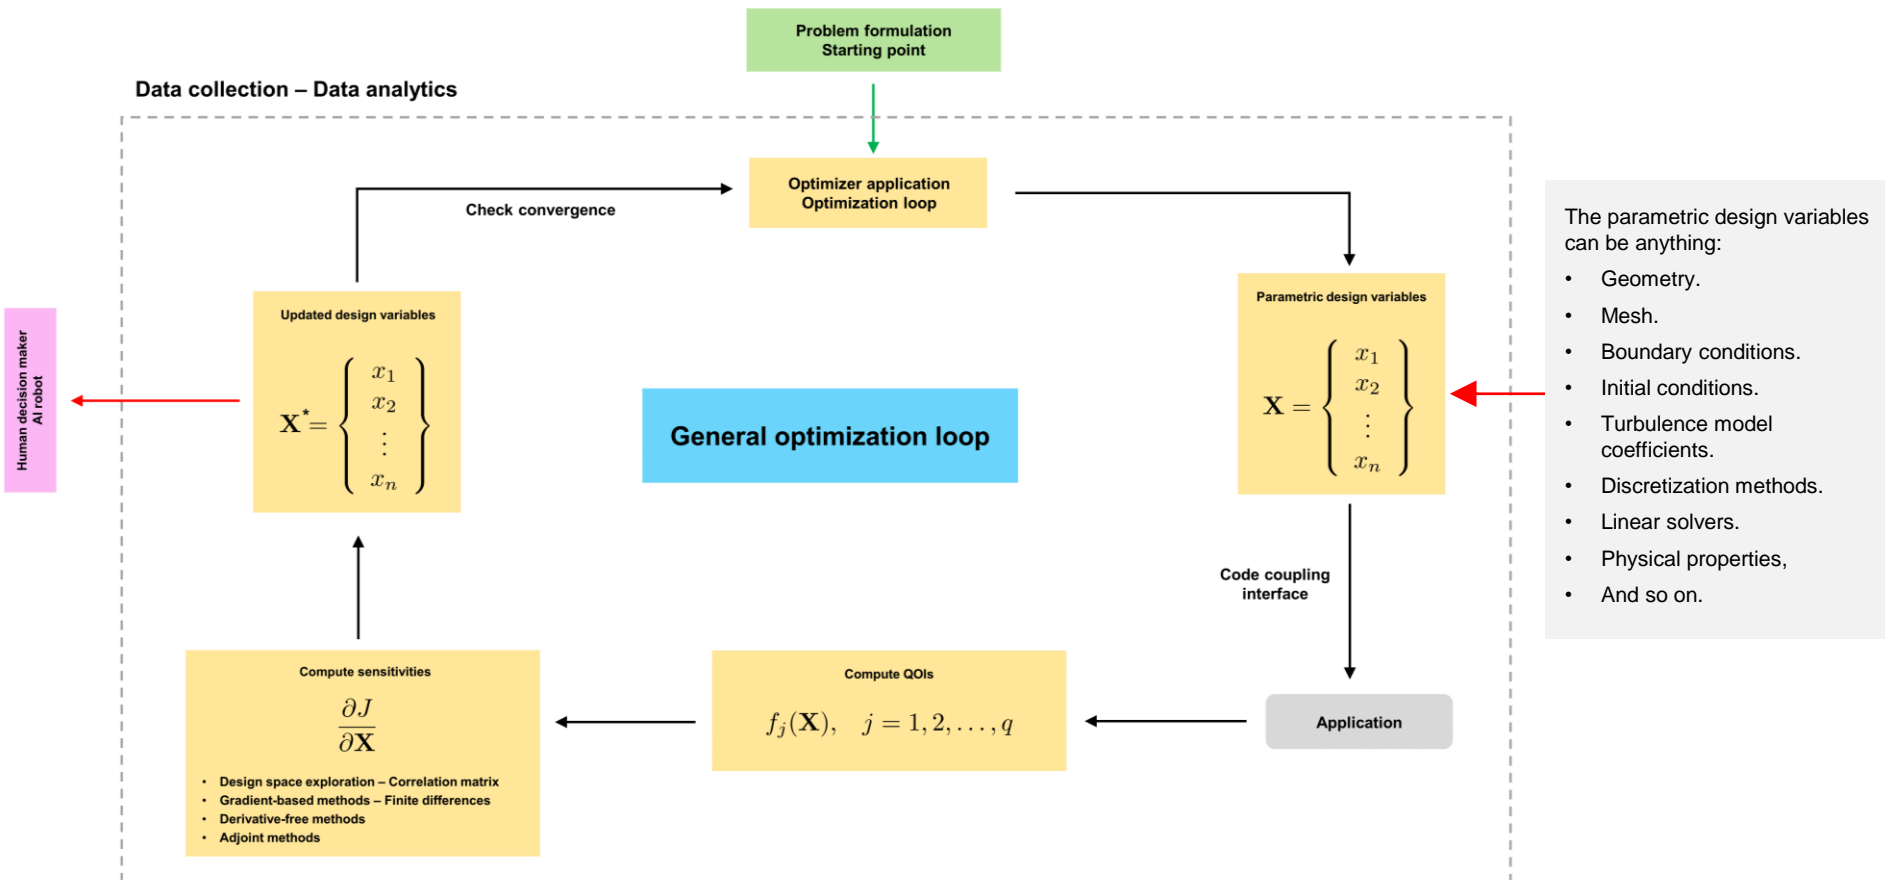 Problem formulation
Starting point
Data collection – Data analytics
Optimizer application
Optimization loop
Check convergence
Updated design variables
X* = { x1
x2
⋮
xn }
Human decision maker
AI robot
General optimization loop
Parametric design variables
X = { x1
x2
⋮
xn }
The parametric design variables
can be anything:
• Geometry.
• Mesh.
• Boundary conditions.
• Initial conditions.
• Turbulence model
coefficients.
• Discretization methods.
• Linear solvers.
• Physical properties,
• And so on.
Code coupling
interface
Application
Compute QOIs
fj(X), j = 1, 2, . . . , q
Compute sensitivities
∂J
∂X
• Design space exploration – Correlation matrix
• Gradient-based methods – Finite differences
• Derivative-free methods
• Adjoint methods